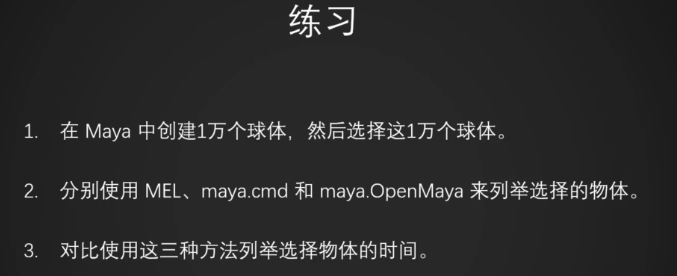 练习
1. 在 Maya 中创建1万个球体，然后选择这1万个球体。
2. 分别使用 MEL、maya.cmd 和 maya.OpenMaya 来列举选择的物体。
3. 对比使用这三种方法列举选择物体的时间。